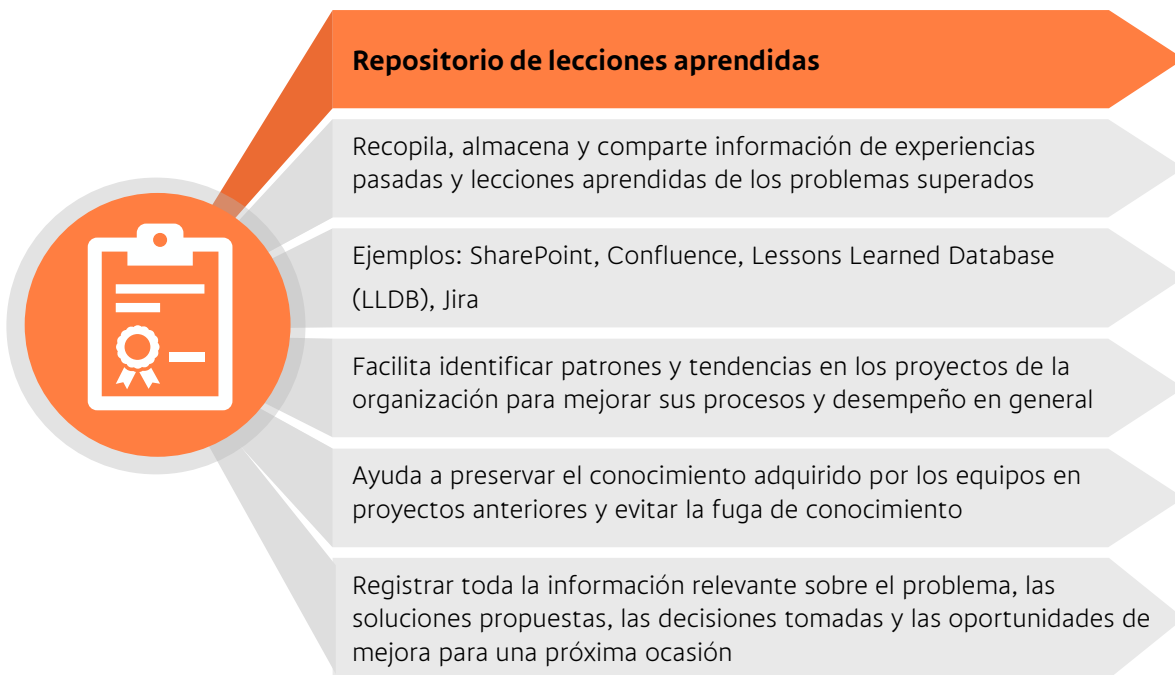 Repositorio de lecciones aprendidas
Recopila, almacena y comparte información de experiencias
pasadas y lecciones aprendidas de los problemas superados
Ejemplos: SharePoint, Confluence, Lessons Learned Database
(LLDB), Jira
Facilita identificar patrones y tendencias en los proyectos de la
organización para mejorar sus procesos y desempeño en general
Ayuda a preservar el conocimiento adquirido por los equipos en
proyectos anteriores y evitar la fuga de conocimiento
Registrar toda la información relevante sobre el problema, las
soluciones propuestas, las decisiones tomadas y las oportunidades de
mejora para una próxima ocasión